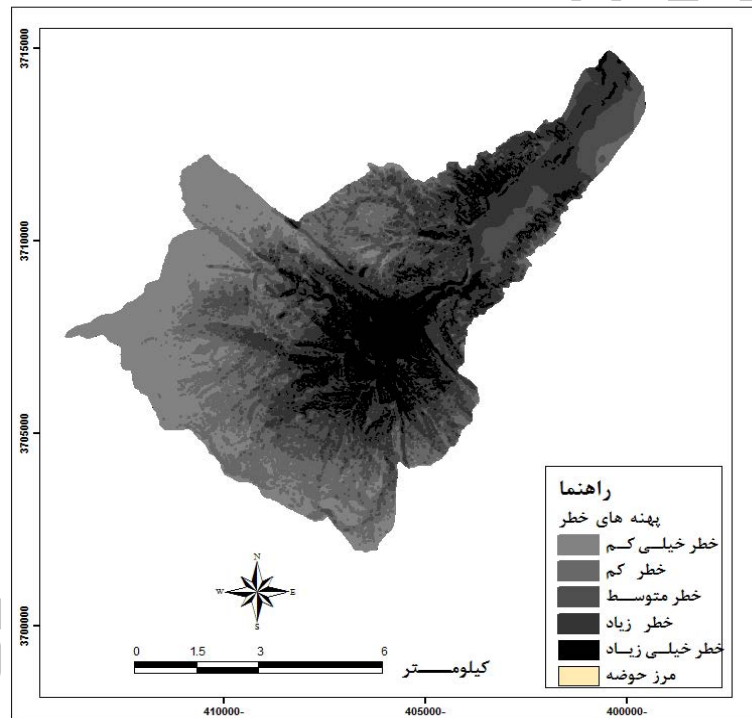 3715000
3710000
3705000
3700000
راهنما
پهنه های خطر
خطر خیلی کم
خطر کم
خطر متوسط
خطر زیاد
خطر خیلی زیاد
مرز حوضه
N
W E
S
0 1.5 3 6
کیلومتر
410000-
405000-
400000-